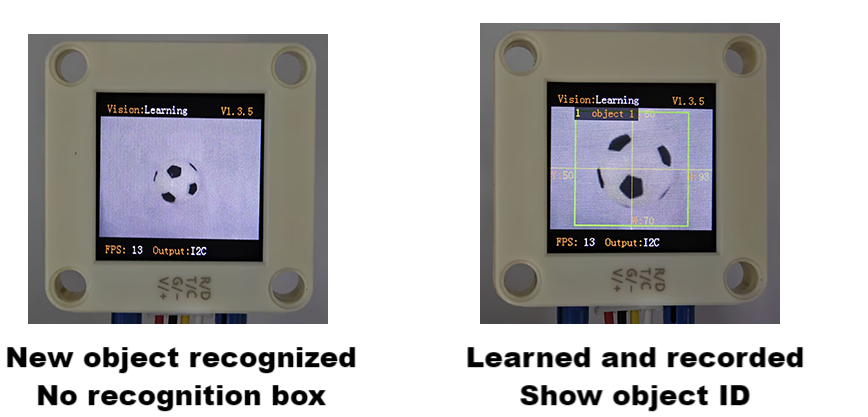 Vision:Learning V1.3.5
FPS: 13 Output:I2C
R/D
T/C
G/-
V/+
New object recognized
No recognition box
Vision:Learning V1.3.5
1 object 1
:50
:93
:70
FPS: 13 Output:I2C
R/D
T/C
G/-
V/+
Learned and recorded
Show object ID